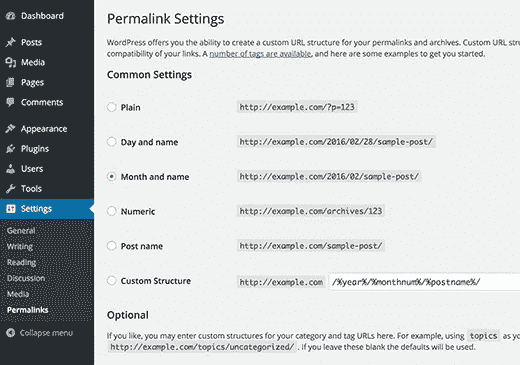 Dashboard
Posts
Media
Pages
Comments
Appearance
Plugins
Users
Tools
Settings
General
Writing
Reading
Discussion
Media
Permalinks
Collapse menu
Permalink Settings
WordPress offers you the ability to create a custom URL structure for your permalinks and archives. Custom URL str
compatibility of your links. A number of tags are available, and here are some examples to get you started.
Common Settings
Plain http://example.com/?p=123
Day and name http://example.com/2016/02/28/sample-post/
Month and name http://example.com/2016/02/sample-post/
Numeric http://example.com/archives/123
Post name http://example.com/sample-post/
Custom Structure http://example.com /%year%/%monthnum%/%postname%/
Optional
If you like, you may enter custom structures for your category and tag URLs here. For example, using topics as yo
http://example.com/topics/uncategorized/ . If you leave these blank the defaults will be used.